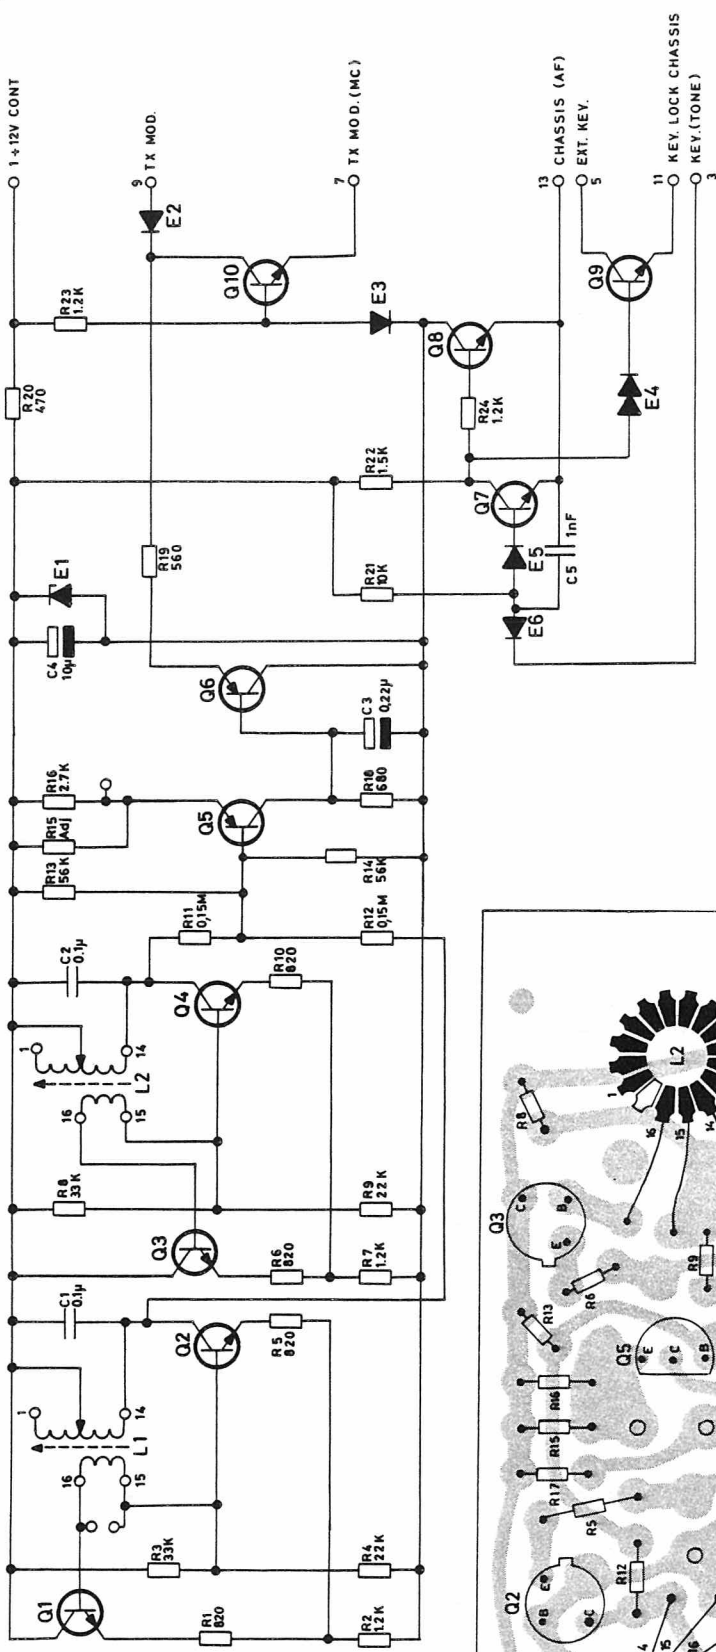 1 ÷ 12V CONT
9 TX MOD.
7 TX MOD.(MC)
13 CHASSIS (AF)
EXT. KEY.
5
11 KEY. LOCK CHASSIS
KEY.(TONE)
3
E2
Q10
R23
1.2K
E3
Q8
Q9
R20
470
R24
1.2K
E4
R22
1.5K
Q7
1nF
C5
E5
R21
10K
E6
R19
560
E1
C4
10µ
Q6
C3
0,22µ
R16
2.7K
R15
Adj
R13
56K
Q5
R18
680
R14
56K
R11
0,15M
R12
0,15M
C2
0.1µ
1
14
16
15
L2
Q4
R10
820
R8
33K
R9
22K
Q3
R6
820
R7
1.2K
C1
0.1µ
1
14
16
15
L1
Q2
R5
820
R3
33K
R4
22K
Q1
R1
820
R2
1.2K
L2
1
16
15
14
R8
Q3
C
B
E
R6
R9
R13
Q5
E
C
B
R16
R15
R17
R5
Q2
E
B
C
R12
4
15
16